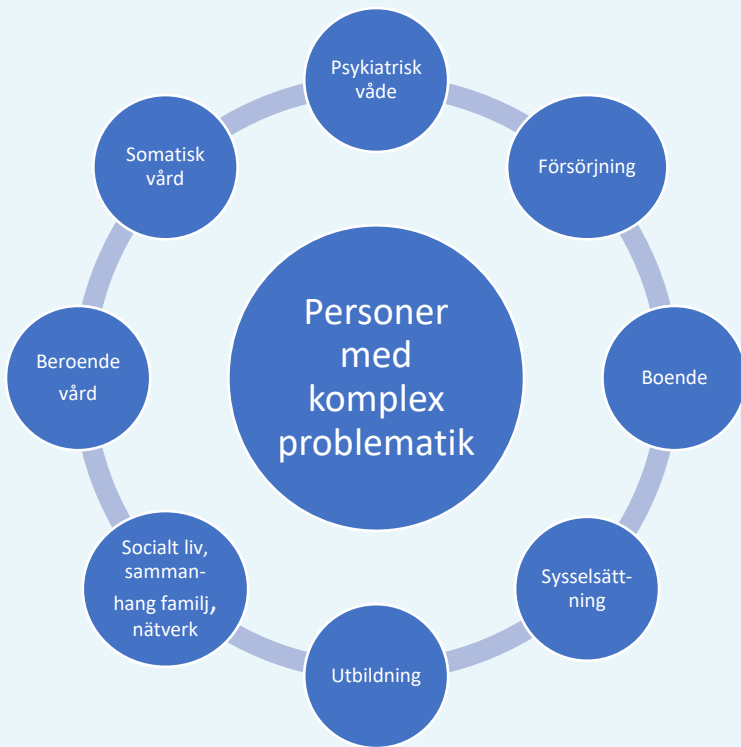 Psykiatrisk
våde
Försörjning
Boende
Sysselsätt-
ning
Utbildning
Socialt liv,
samman-
hang familj,
nätverk
Beroende
vård
Somatisk
vård
Personer
med
komplex
problematik